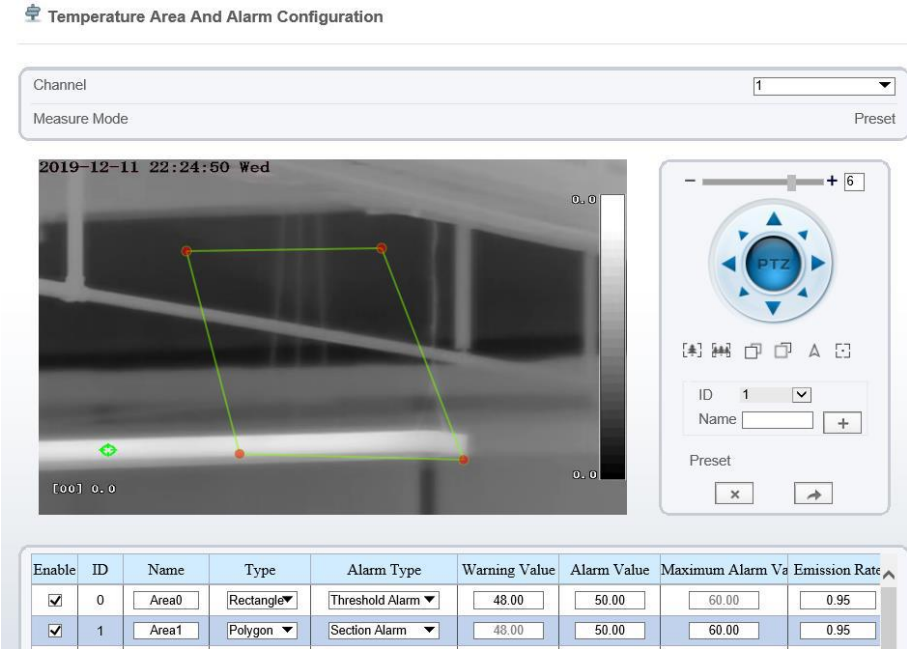 Temperature Area And Alarm Configuration
Channel 1
Measure Mode Preset
2019-12-11 22:24:50 Wed
0.0
6
PTZ
ID 1
Name
Preset
0.0
[00] 0.0
Enable ID Name Type Alarm Type Warning Value Alarm Value Maximum Alarm Va Emission Rate
0 Area0 Rectangle Threshold Alarm 48.00 50.00 60.00 0.95
1 Area1 Polygon Section Alarm 48.00 50.00 60.00 0.95